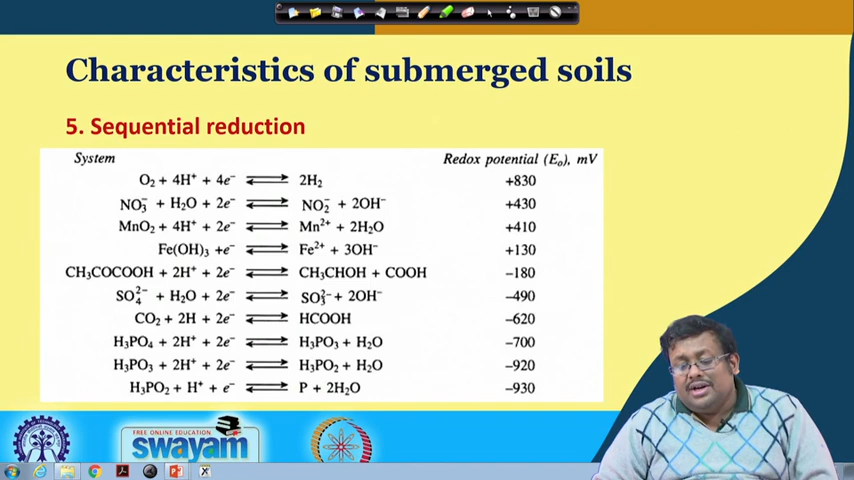 Characteristics of submerged soils
5. Sequential reduction
System Redox potential (Eo), mV
O2 + 4H+ + 4e− ⇌ 2H2 +830
NO3− + H2O + 2e− ⇌ NO2− + 2OH− +430
MnO2 + 4H+ + 2e− ⇌ Mn2+ + 2H2O +410
Fe(OH)3 +e− ⇌ Fe2+ + 3OH− +130
CH3COCOOH + 2H+ + 2e− ⇌ CH3CHOH + COOH −180
SO42− + H2O + 2e− ⇌ SO32− + 2OH− −490
CO2 + 2H + 2e− ⇌ HCOOH −620
H3PO4 + 2H+ + 2e− ⇌ H3PO3 + H2O −700
H3PO3 + 2H+ + 2e− ⇌ H3PO2 + H2O −920
H3PO2 + H+ + e− ⇌ P + 2H2O −930
FREE ONLINE EDUCATION
swayam